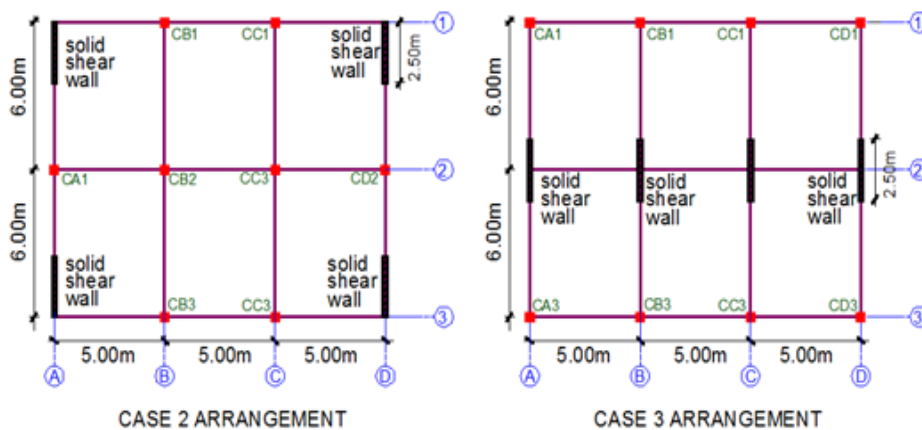 1
solid
shear
wall
CB1
CC1
solid
shear
wall
2.50m
6.00m
2
CA1
CB2
CC3
CD2
6.00m
solid
shear
wall
solid
shear
wall
CB3
CC3
3
5.00m
5.00m
5.00m
A
B
C
D
CASE 2 ARRANGEMENT
1
CA1
CB1
CC1
CD1
6.00m
2
2.50m
solid
shear
wall
solid
shear
wall
solid
shear
wall
6.00m
CA3
CB3
CC3
CD3
3
5.00m
5.00m
5.00m
A
B
C
D
CASE 3 ARRANGEMENT